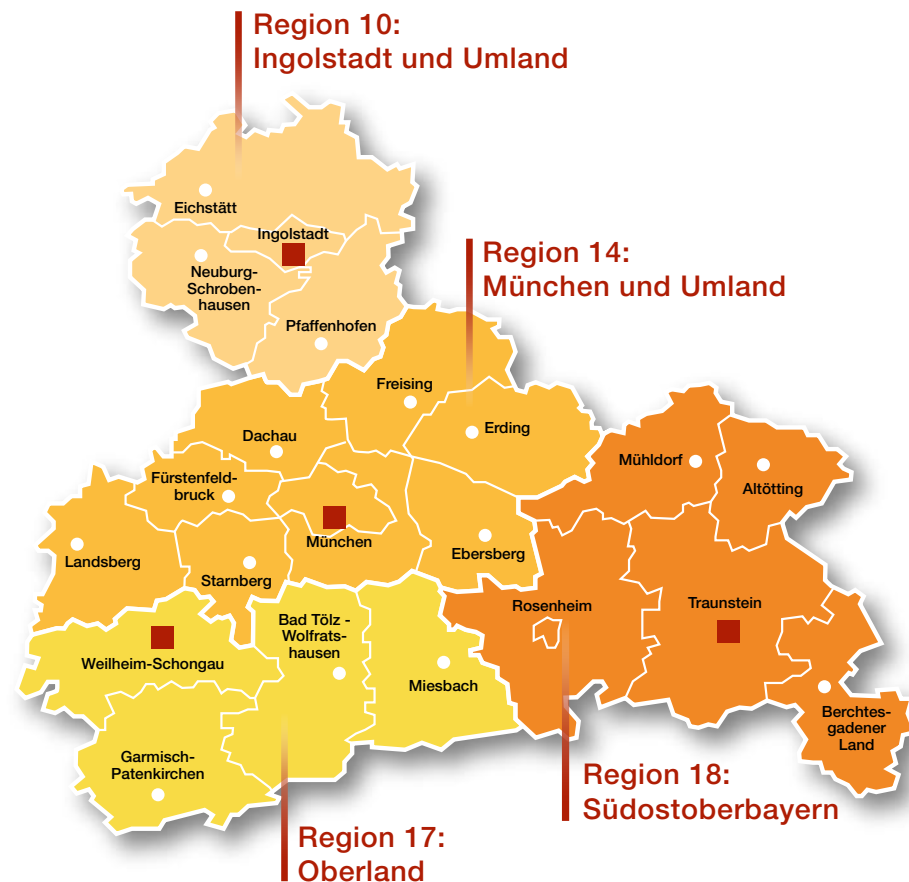 Region 10:
Ingolstadt und Umland
Eichstätt
Ingolstadt
Neuburg-
Schroben-
hausen
Pfaffenhofen
Region 14:
München und Umland
Freising
Erding
Dachau
Fürstenfeld-
bruck
München
Ebersberg
Landsberg
Starnberg
Mühldorf
Altötting
Rosenheim
Traunstein
Berchtes-
gadener
Land
Bad Tölz -
Wolfrats-
hausen
Weilheim-Schongau
Miesbach
Garmisch-
Patenkirchen
Region 18:
Südostoberbayern
Region 17:
Oberland